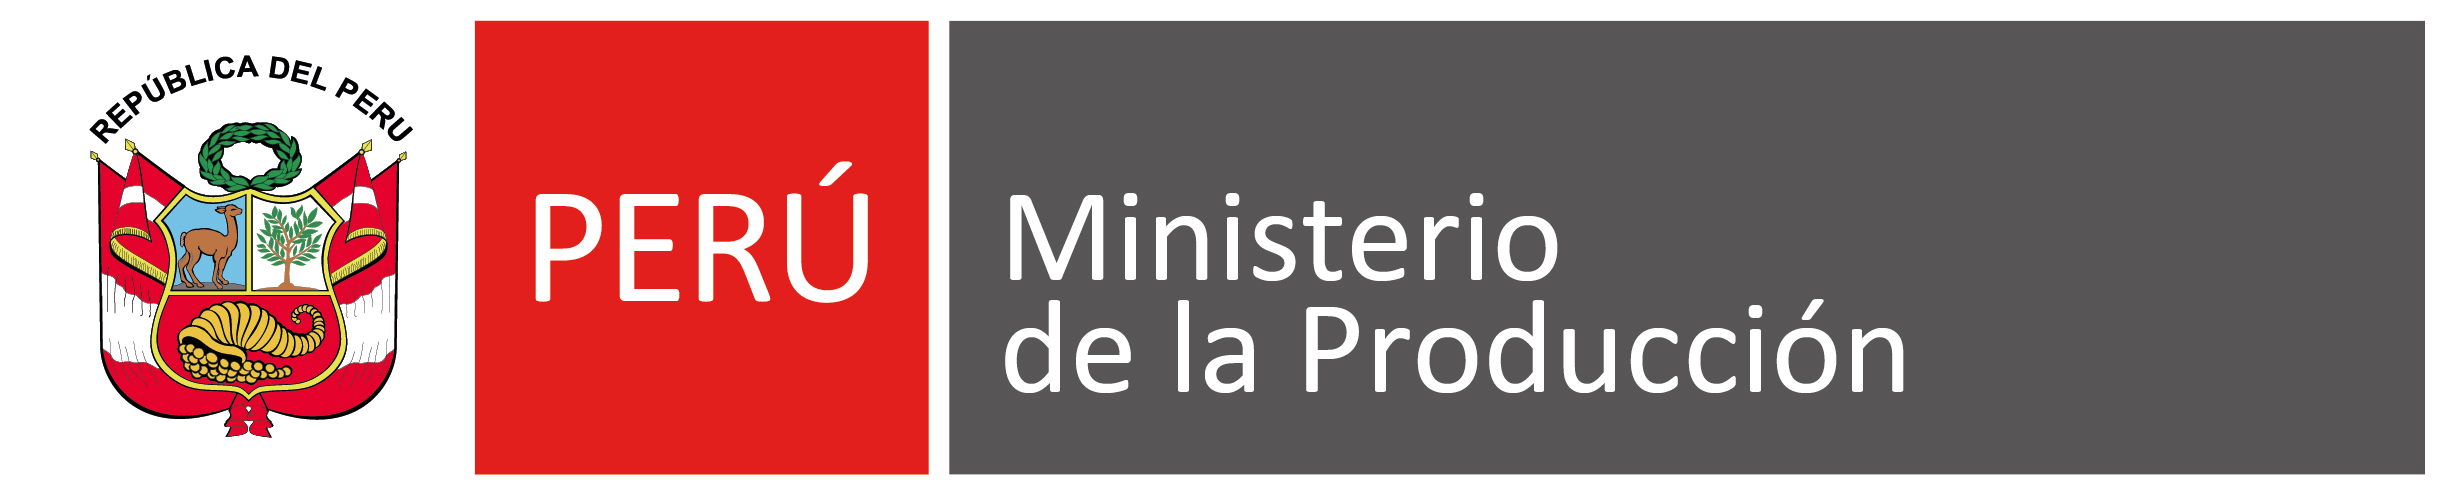 REPÚBLICA DEL PERU
PERÚ
Ministerio
de la Producción